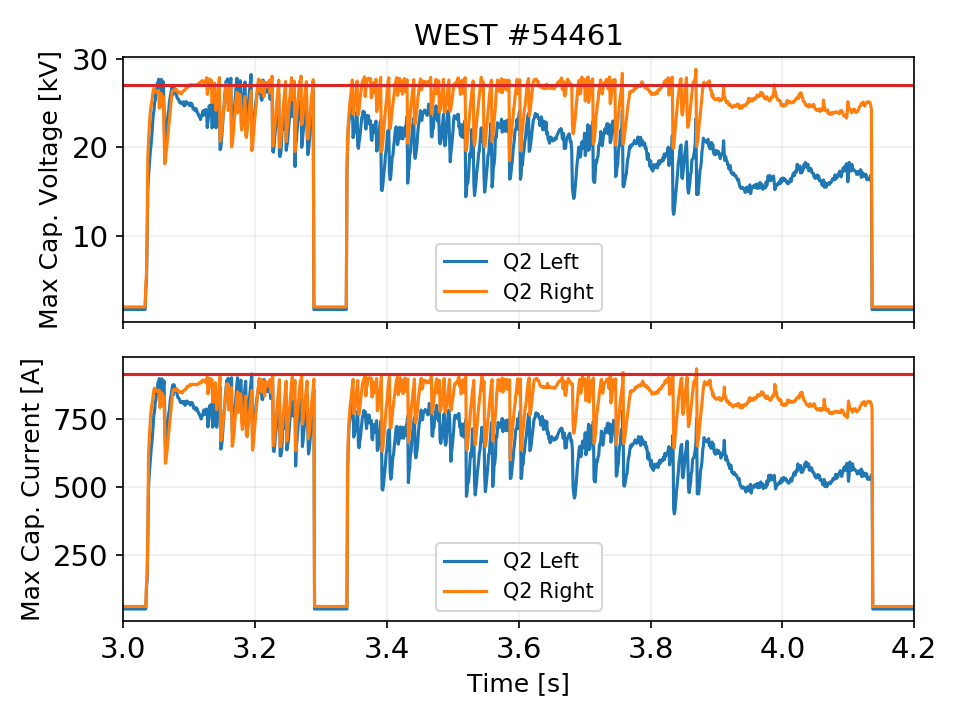 WEST #54461
Max Cap. Voltage [kV]
30
20
10
Q2 Left
Q2 Right
Max Cap. Current [A]
750
500
250
Q2 Left
Q2 Right
3.0 3.2 3.4 3.6 3.8 4.0 4.2
Time [s]